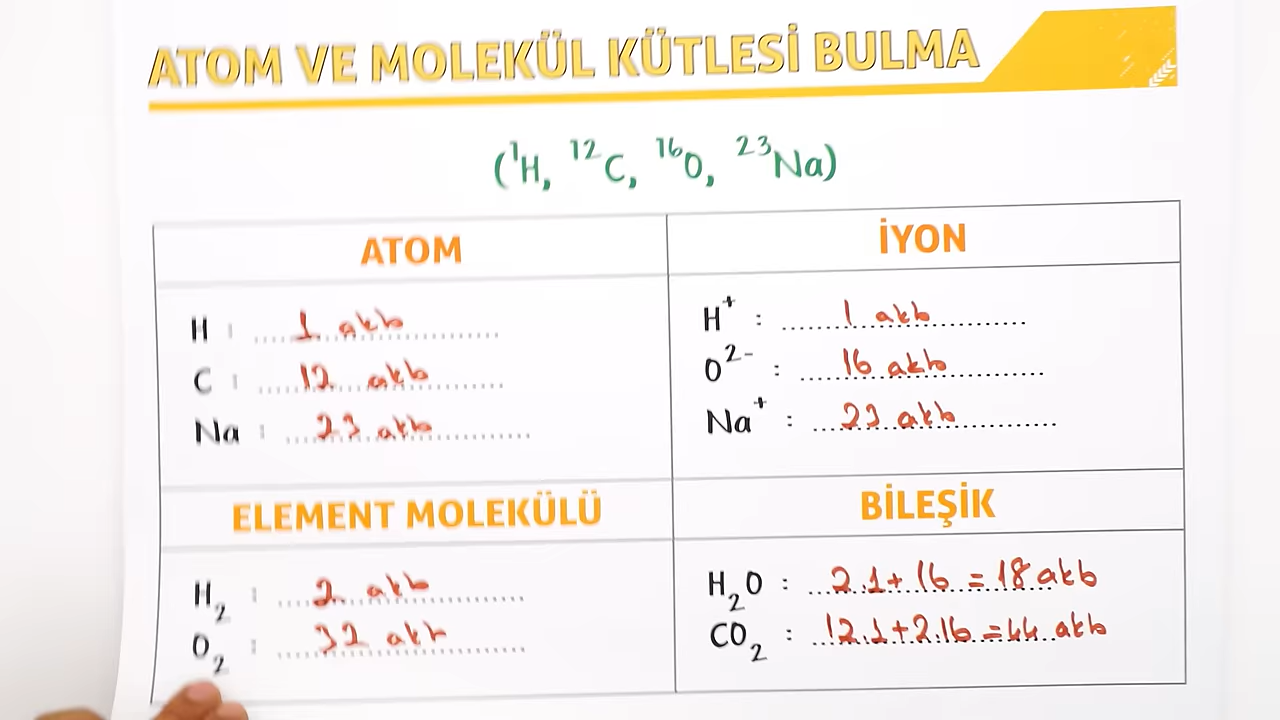 ATOM VE MOLEKÜL KÜTLESİ BULMA
(¹H, ¹²C, ¹⁶O, ²³Na)
ATOM
H : 1 akb
C : 12 akb
Na : 23 akb
İYON
H⁺ : 1 akb
O²⁻ : 16 akb
Na⁺ : 23 akb
ELEMENT MOLEKÜLÜ
H₂ : 2 akb
O₂ : 32 akb
BİLEŞİK
H₂O : 2.1+16 = 18 akb
CO₂ : 12.1+2.16 = 44 akb